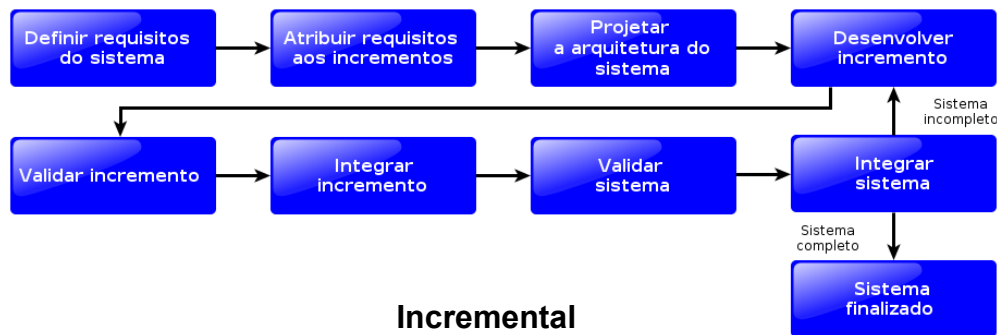 Definir requisitos
do sistema
Atribuir requisitos
aos incrementos
Projetar
a arquitetura do
sistema
Desenvolver
incremento
Sistema
incompleto
Validar incremento
Integrar
incremento
Validar
sistema
Integrar
sistema
Sistema
completo
Sistema
finalizado
Incremental